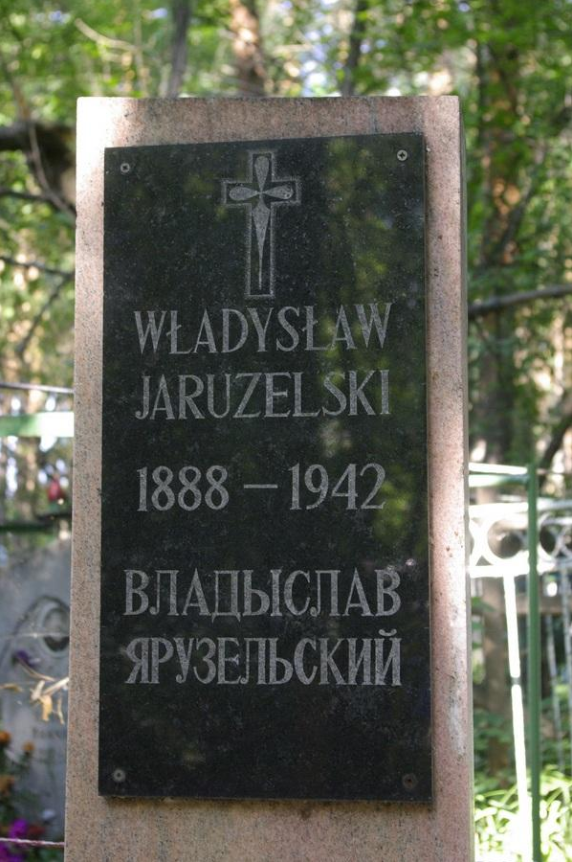 WŁADYSŁAW
JARUZELSKI
1888 – 1942
ВЛАДЫСЛАВ
ЯРУЗЕЛЬСКИЙ